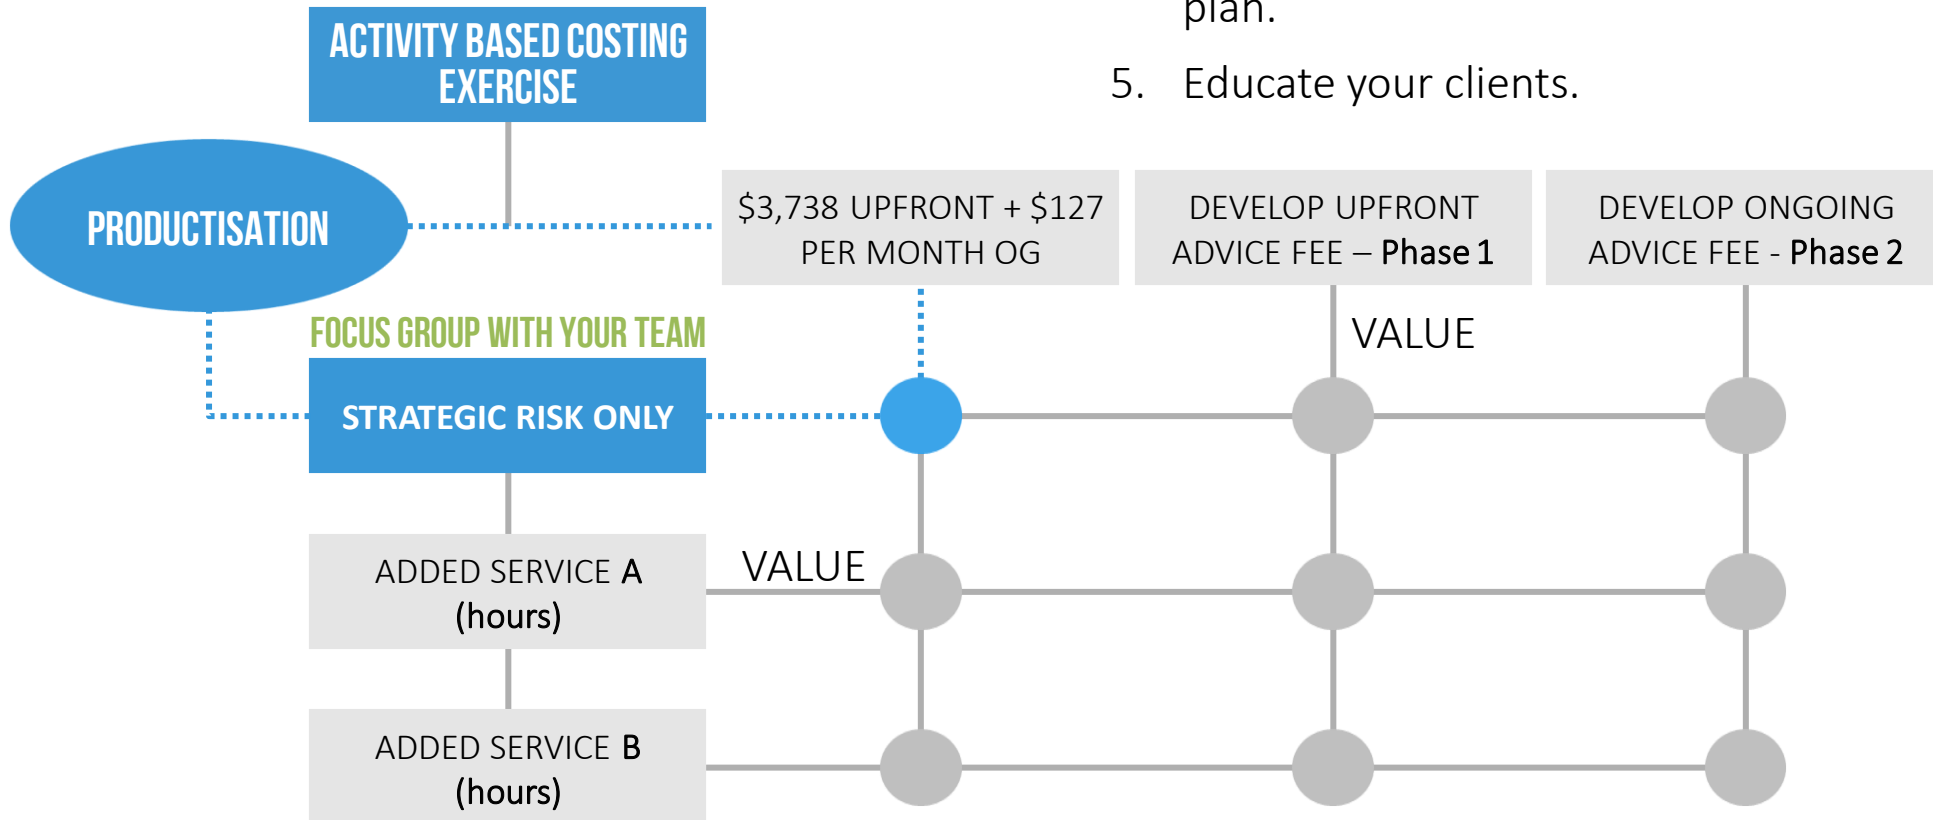 plan.
5. Educate your clients.
ACTIVITY BASED COSTING
EXERCISE
PRODUCTISATION
$3,738 UPFRONT + $127
PER MONTH OG
DEVELOP UPFRONT
ADVICE FEE – Phase 1
DEVELOP ONGOING
ADVICE FEE - Phase 2
FOCUS GROUP WITH YOUR TEAM
VALUE
STRATEGIC RISK ONLY
ADDED SERVICE A
(hours)
VALUE
ADDED SERVICE B
(hours)